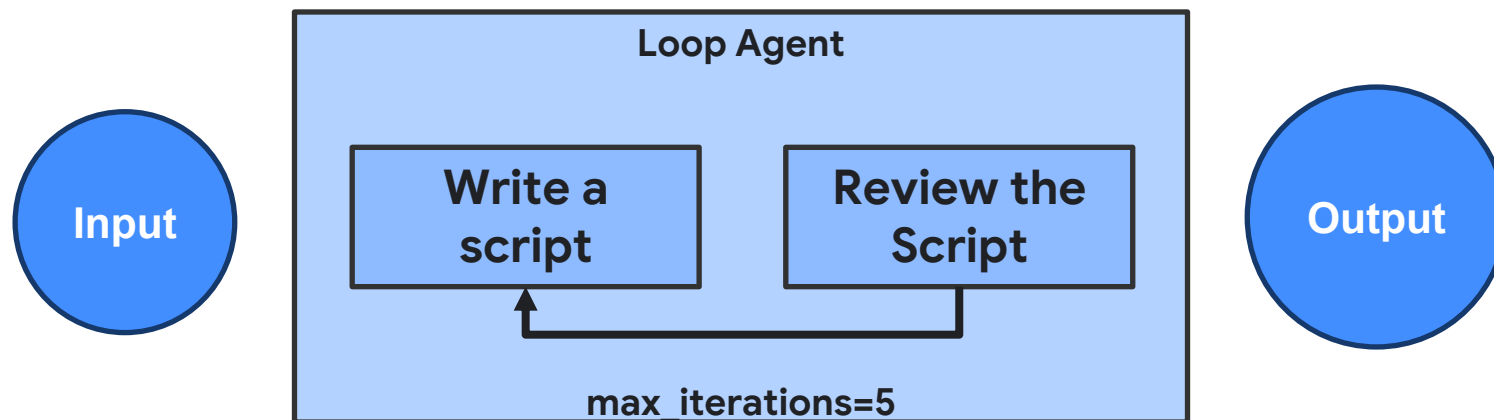 Loop Agent
Input
Write a
script
Review the
Script
Output
max_iterations=5